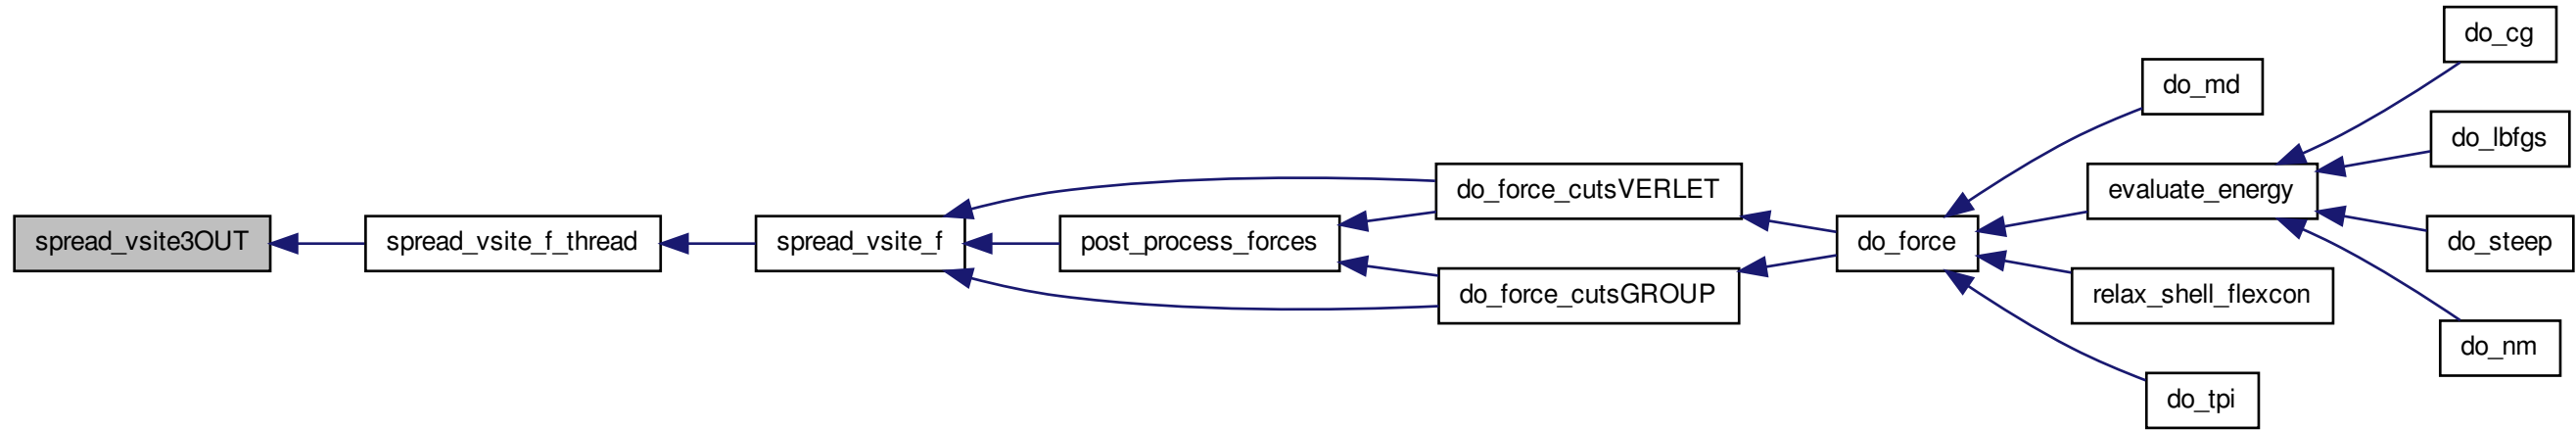 spread_vsite3OUT
spread_vsite_f_thread
spread_vsite_f
post_process_forces
do_force_cutsVERLET
do_force_cutsGROUP
do_force
do_md
evaluate_energy
relax_shell_flexcon
do_tpi
do_cg
do_lbfgs
do_steep
do_nm